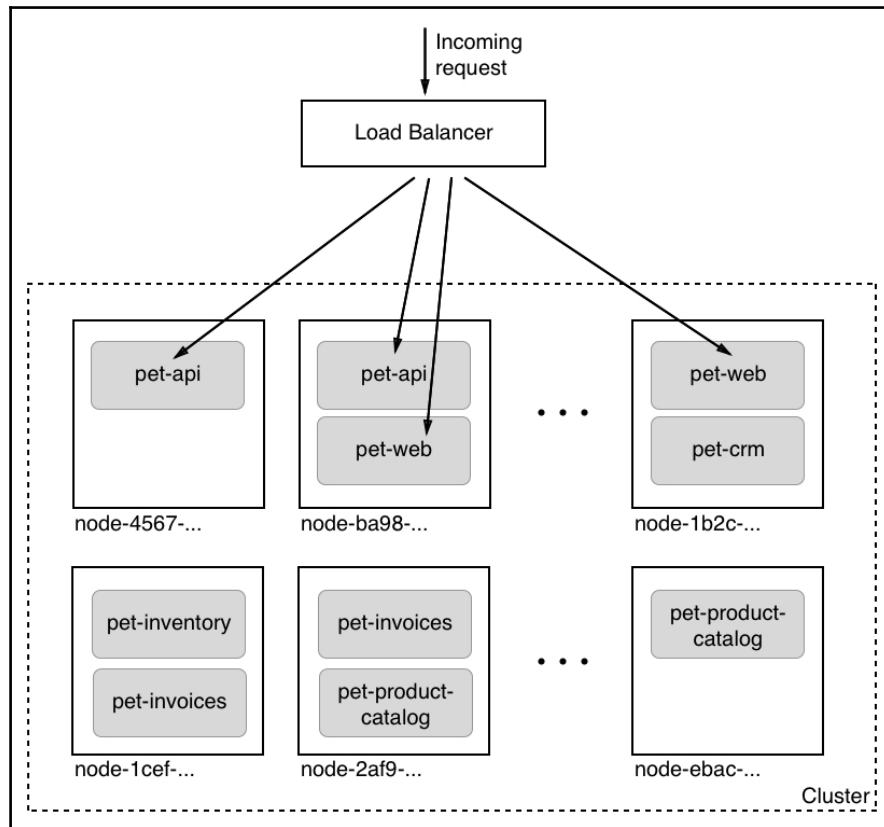 Incoming
request
Load Balancer
pet-api
pet-api
pet-web
pet-web
pet-crm
node-4567-...
node-ba98-...
node-1b2c-...
pet-inventory
pet-invoices
pet-invoices
pet-product-
catalog
pet-product-
catalog
node-1cef-...
node-2af9-...
node-ebac-...
Cluster